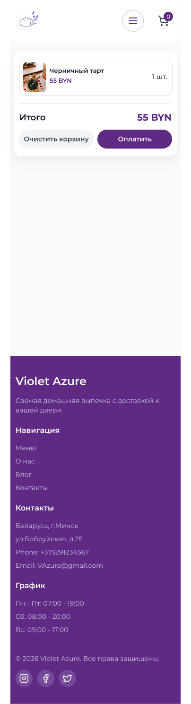 0
Черничный тарт
55 BYN
1 шт.
Итого
55 BYN
Очистить корзину
Оплатить
Violet Azure
Свежая домашняя выпечка с доставкой к
вашей двери.
Навигация
Меню
О нас
Блог
Контакты
Контакты
Беларусь, г.Минск
ул.Бобруйская, д.25
Phone: +375291234567
Email: VAzure@gmail.com
График
Пн - Пт: 07:00 - 19:00
Сб: 08:00 - 20:00
Вс: 09:00 - 17:00
© 2026 Violet Azure. Все права защищены.